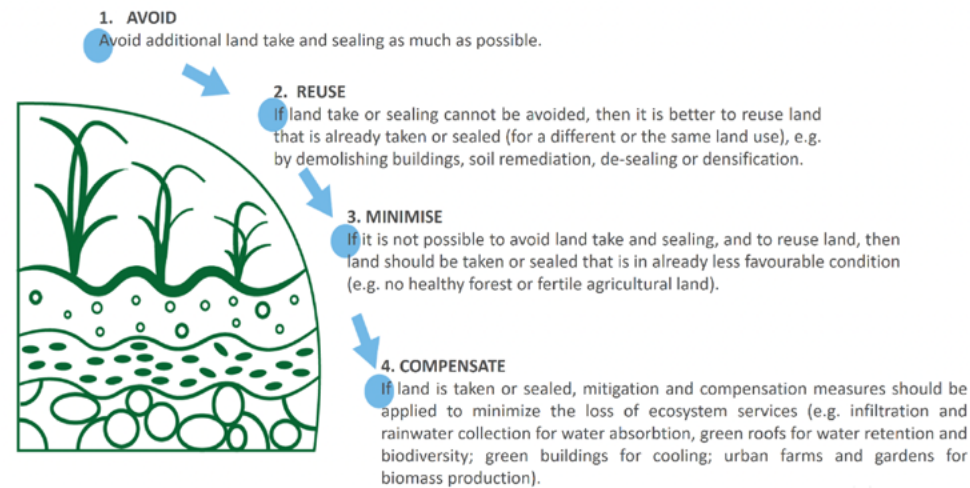 1. AVOID
Avoid additional land take and sealing as much as possible.
2. REUSE
If land take or sealing cannot be avoided, then it is better to reuse land
that is already taken or sealed (for a different or the same land use), e.g.
by demolishing buildings, soil remediation, de-sealing or densification.
3. MINIMISE
If it is not possible to avoid land take and sealing, and to reuse land, then
land should be taken or sealed that is in already less favourable condition
(e.g. no healthy forest or fertile agricultural land).
4. COMPENSATE
If land is taken or sealed, mitigation and compensation measures should be
applied to minimize the loss of ecosystem services (e.g. infiltration and
rainwater collection for water absorbtion, green roofs for water retention and
biodiversity; green buildings for cooling; urban farms and gardens for
biomass production).